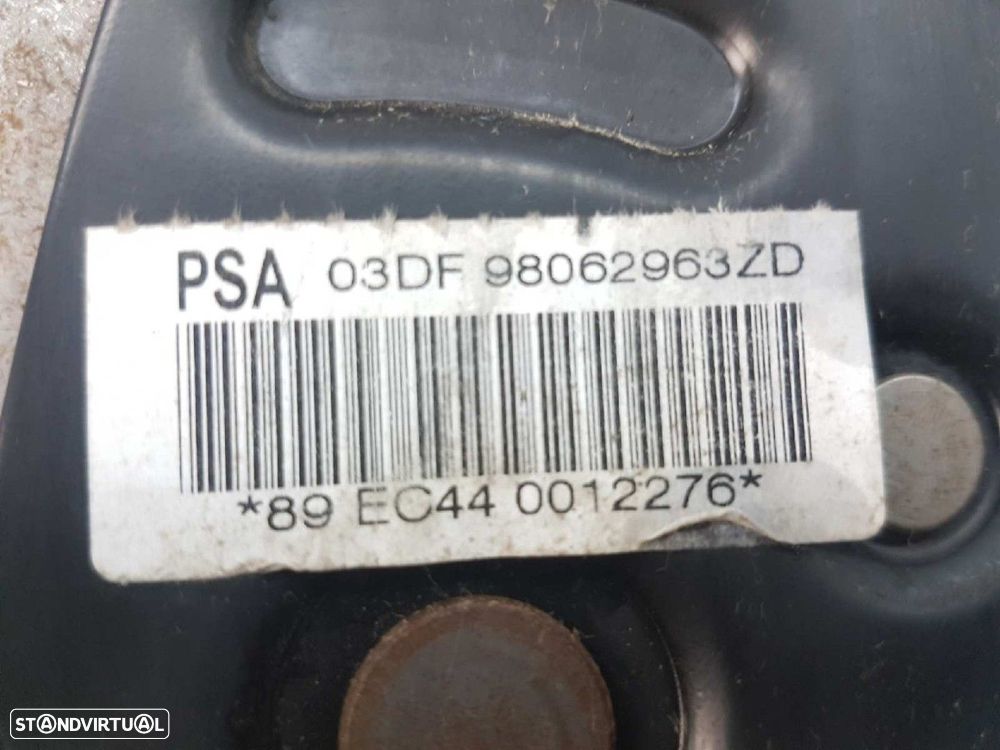 PSA 03DF 98062963ZD
*89 EC44 0012276*
STANDVIRTUAL